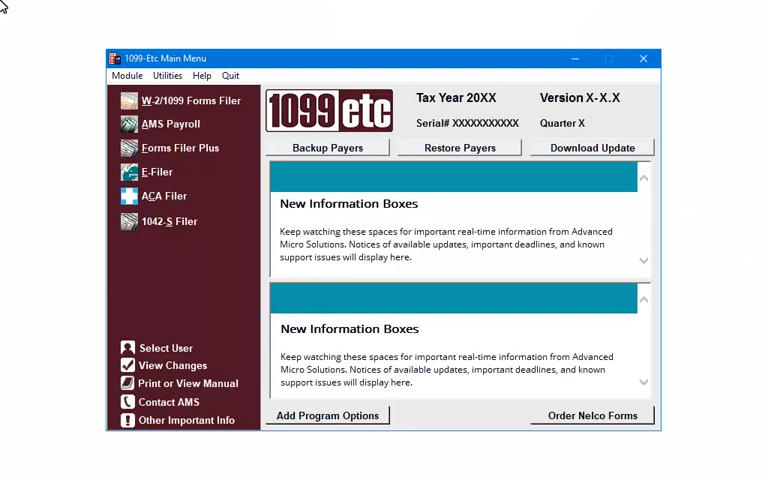 1099-Etc Main Menu
Module Utilities Help Quit
W-2/1099 Forms Filer
AMS Payroll
Forms Filer Plus
E-Filer
ACA Filer
1042-S Filer
Select User
View Changes
Print or View Manual
Contact AMS
Other Important Info
1099 etc
Tax Year 20XX
Version X-X.X
Serial# XXXXXXXXXXX
Quarter X
Backup Payers
Restore Payers
Download Update
New Information Boxes
Keep watching these spaces for important real-time information from Advanced
Micro Solutions. Notices of available updates, important deadlines, and known
support issues will display here.
New Information Boxes
Keep watching these spaces for important real-time information from Advanced
Micro Solutions. Notices of available updates, important deadlines, and known
support issues will display here.
Add Program Options
Order Nelco Forms